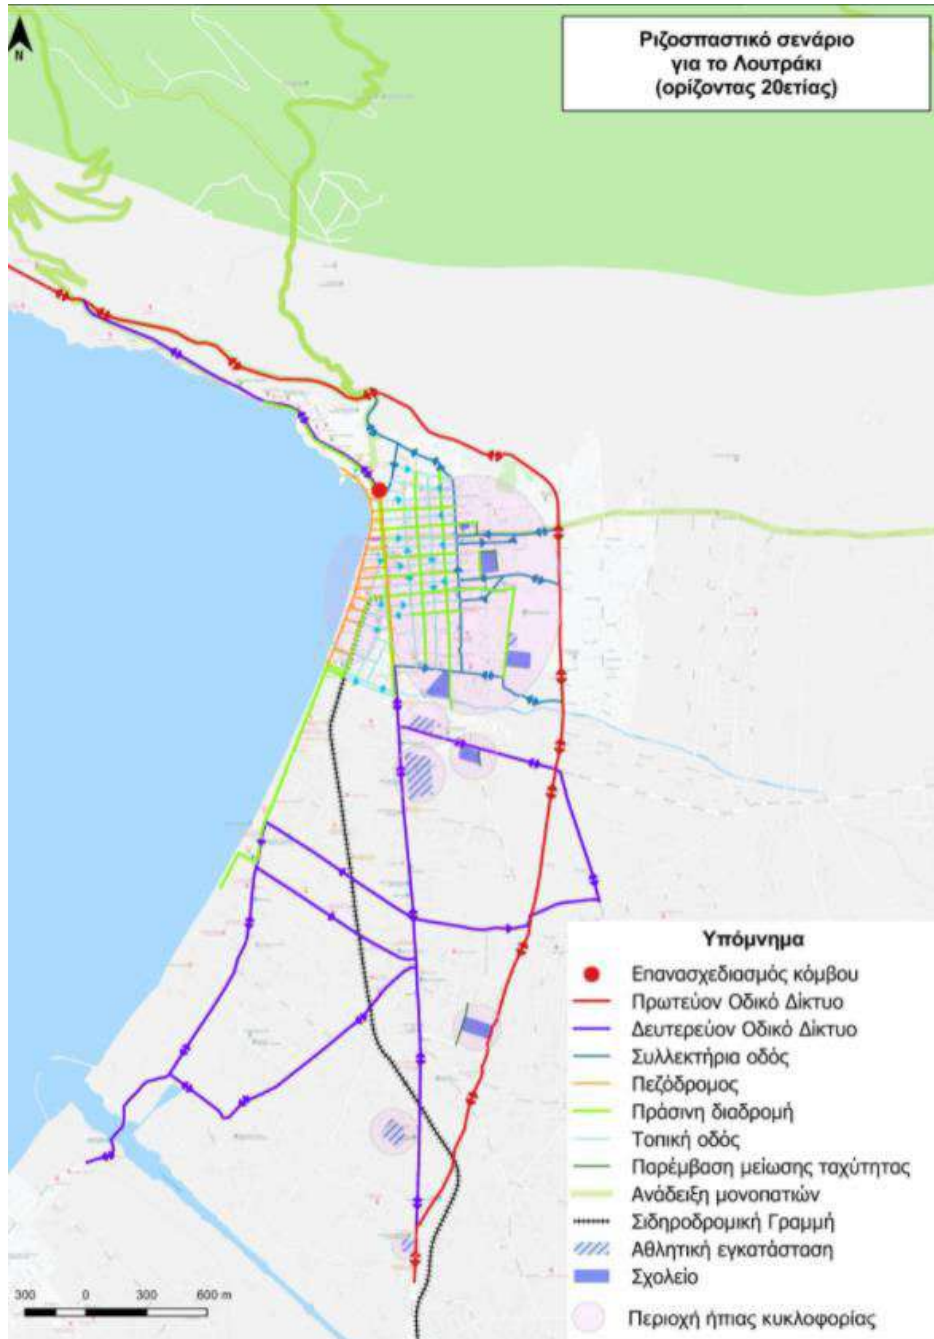 N
Ριζοσπαστικό σενάριο
για το Λουτράκι
(ορίζοντας 20ετίας)
Υπόμνημα
Επανασχεδιασμός κόμβου
Πρωτεύον Οδικό Δίκτυο
Δευτερεύον Οδικό Δίκτυο
Συλλεκτήρια οδός
Πεζόδρομος
Πράσινη διαδρομή
Τοπική οδός
Παρέμβαση μείωσης ταχύτητας
Ανάδειξη μονοπατιών
Σιδηροδρομική Γραμμή
Αθλητική εγκατάσταση
Σχολείο
Περιοχή ήπιας κυκλοφορίας
300 0 300 600 m